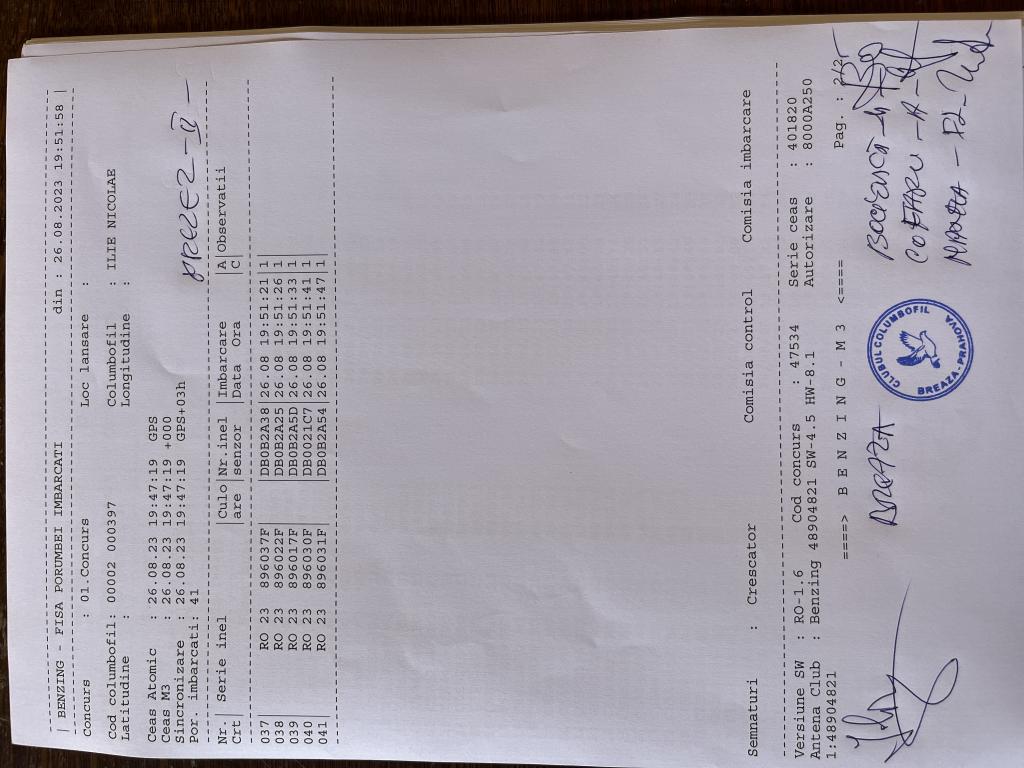 | BENZING - FISA PORUMBEI IMBARCATI din : 26.08.2023 19:51:58 |
Concurs : 01.Concurs Loc lansare :
Cod columbofil: 00002 000397 Columbofil : ILIE NICOLAE
Latitudine : Longitudine :
Ceas Atomic : 26.08.23 19:47:19 GPS
Ceas M3 : 26.08.23 19:47:19 +000
Sincronizare : 26.08.23 19:47:19 GPS+03h
Por. imbarcati: 41
Nr.| Serie inel |Culo|Nr.inel |Imbarcare |A|Observatii
Crt| |are |senzor |Data Ora |C|
037| RO 23 896037F | |DB0B2A38|26.08 19:51:21|1|
038| RO 23 896022F | |DB0B2A25|26.08 19:51:26|1|
039| RO 23 896017F | |DB0B2A5D|26.08 19:51:33|1|
040| RO 23 896030F | |DB0021C7|26.08 19:51:41|1|
041| RO 23 896031F | |DB0B2A54|26.08 19:51:47|1|
Semnaturi : Crescator Comisia control Comisia imbarcare
Versiune SW : RO-1.6 Cod concurs : 47534 Serie ceas : 401820
Antena Club : Benzing 48904821 SW-4.5 HW-8.1 Autorizare : 8000A250
1:48904821
====> B E N Z I N G - M 3 <==== Pag. : 2/2
BREAZA
CLUBUL COLUMBOFIL
BREAZA - PRAHOVA